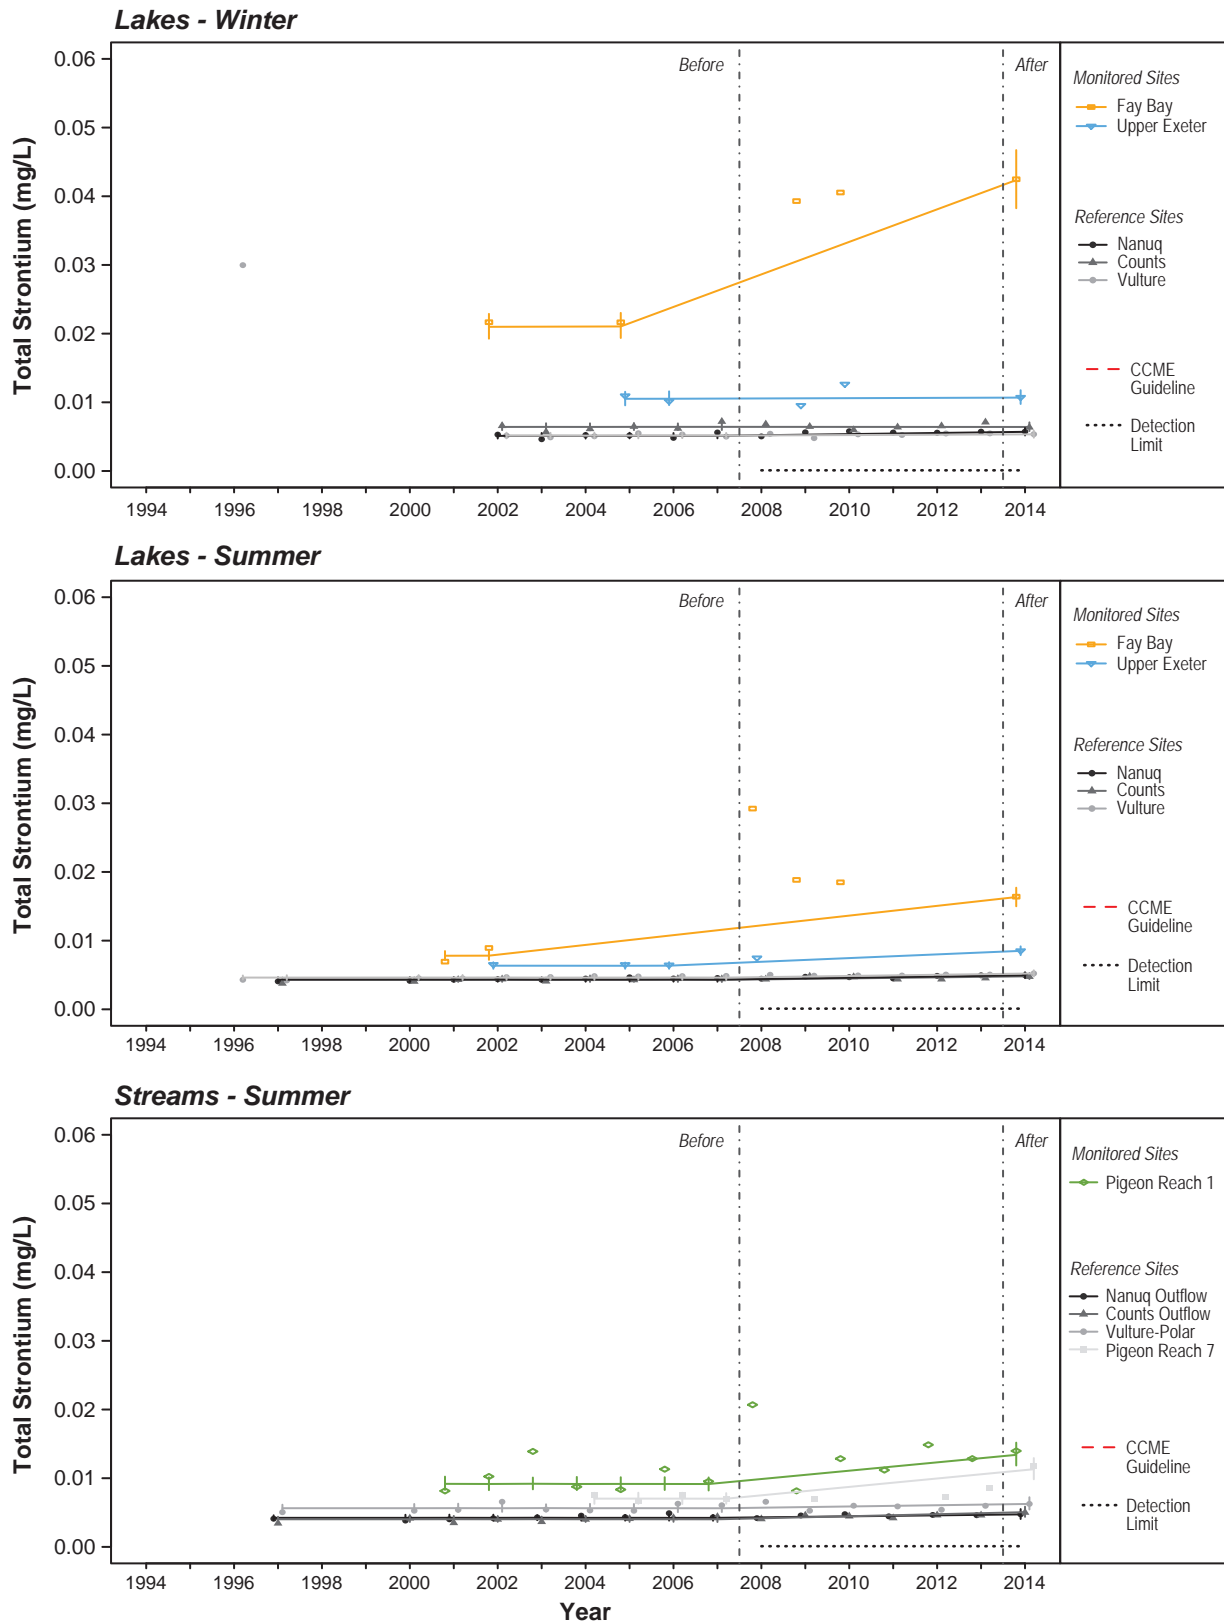 Lakes - Winter
Total Strontium (mg/L)
0.06
0.05
0.04
0.03
0.02
0.01
0.00
Before
After
1994 1996 1998 2000 2002 2004 2006 2008 2010 2012 2014
Monitored Sites
Fay Bay
Upper Exeter
Reference Sites
Nanuq
Counts
Vulture
CCME
Guideline
Detection
Limit
Lakes - Summer
Total Strontium (mg/L)
0.06
0.05
0.04
0.03
0.02
0.01
0.00
Before
After
1994 1996 1998 2000 2002 2004 2006 2008 2010 2012 2014
Monitored Sites
Fay Bay
Upper Exeter
Reference Sites
Nanuq
Counts
Vulture
CCME
Guideline
Detection
Limit
Streams - Summer
Total Strontium (mg/L)
0.06
0.05
0.04
0.03
0.02
0.01
0.00
Before
After
1994 1996 1998 2000 2002 2004 2006 2008 2010 2012 2014
Year
Monitored Sites
Pigeon Reach 1
Reference Sites
Nanuq Outflow
Counts Outflow
Vulture-Polar
Pigeon Reach 7
CCME
Guideline
Detection
Limit